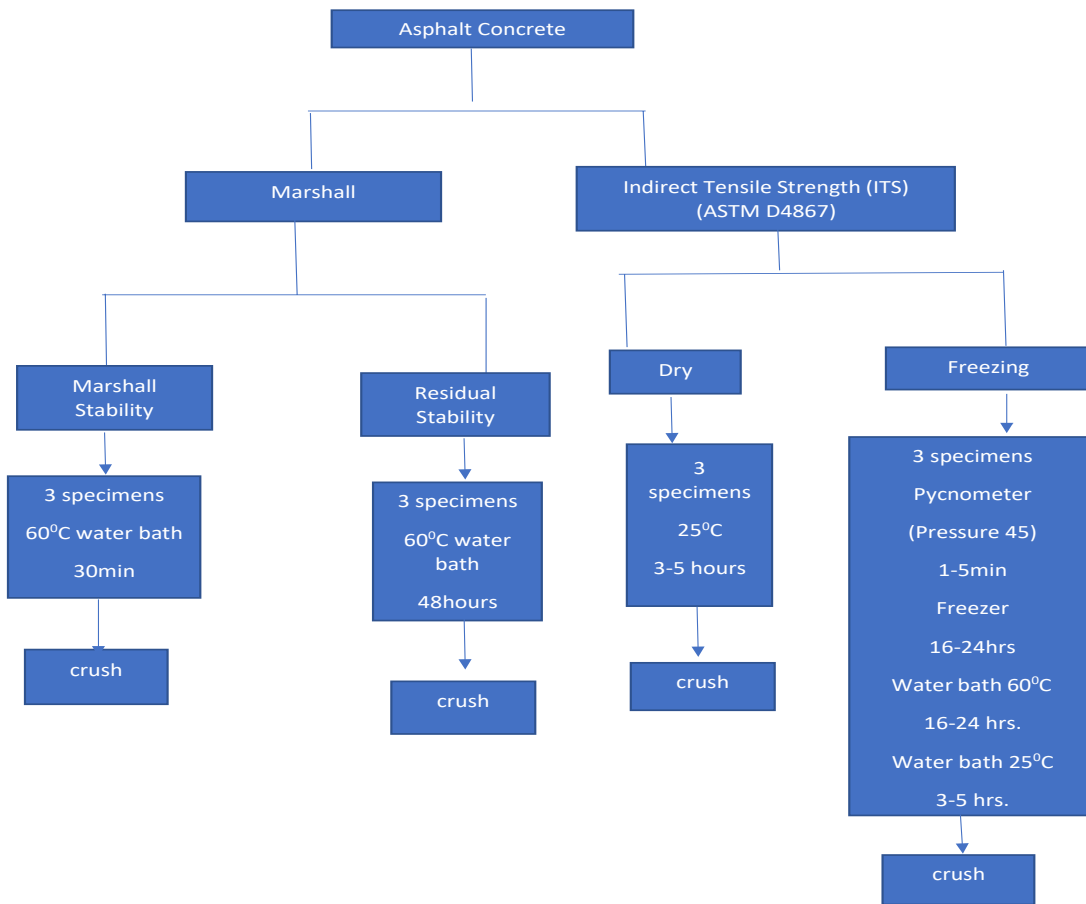 Asphalt Concrete
Marshall
Indirect Tensile Strength (ITS)
(ASTM D4867)
Marshall
Stability
Residual
Stability
Dry
Freezing
3 specimens
60⁰C water bath
30min
3 specimens
60⁰C water
bath
48hours
3
specimens
25⁰C
3-5 hours
3 specimens
Pycnometer
(Pressure 45)
1-5min
Freezer
16-24hrs
Water bath 60⁰C
16-24 hrs.
Water bath 25⁰C
3-5 hrs.
crush
crush
crush
crush